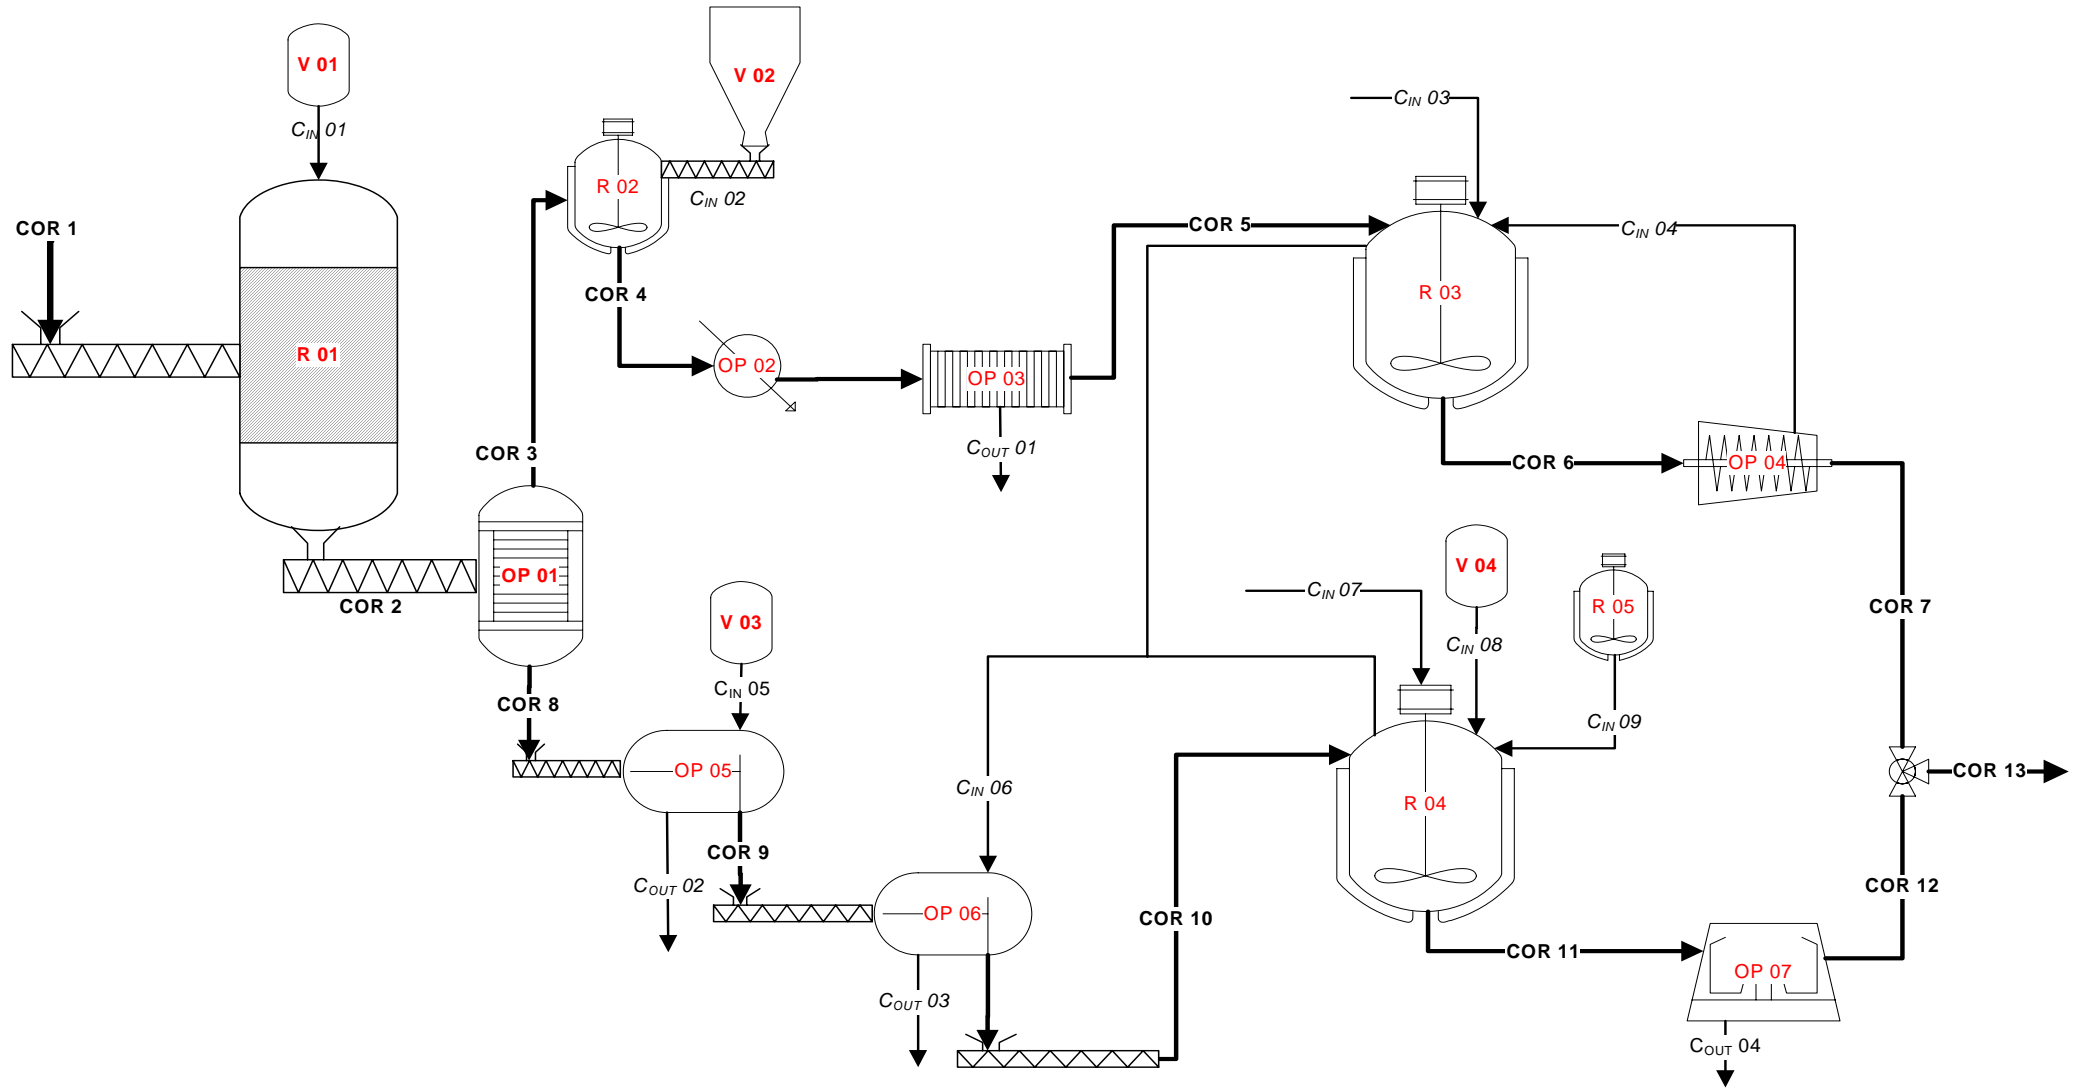 V 01
V 02
C_IN 03
C_IN 01
R 02
C_IN 02
COR 1
COR 5
C_IN 04
COR 4
R 03
R 01
OP 02
OP 03
COR 3
C_OUT 01
COR 6
OP 04
OP 01
V 04
C_IN 07
R 05
COR 2
COR 7
V 03
C_IN 08
C_IN 05
COR 8
C_IN 09
OP 05
COR 13
C_IN 06
R 04
COR 9
C_OUT 02
COR 12
OP 06
COR 10
COR 11
OP 07
C_OUT 03
C_OUT 04